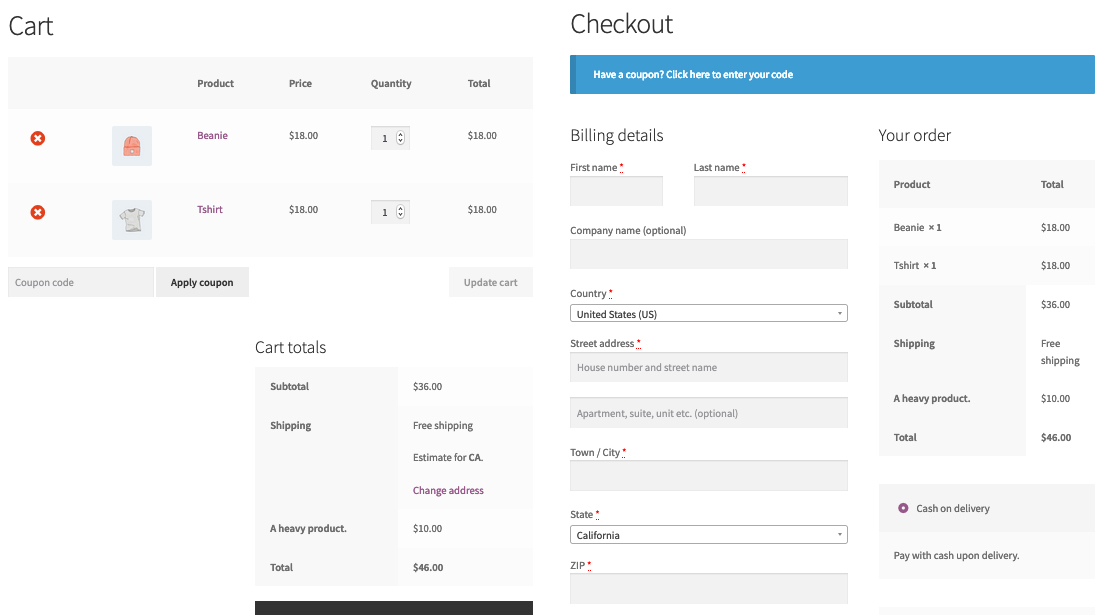 Cart
Product Price Quantity Total
Beanie $18.00 1 $18.00
Tshirt $18.00 1 $18.00
Coupon code Apply coupon Update cart
Cart totals
Subtotal $36.00
Shipping Free shipping
Estimate for CA.
Change address
A heavy product. $10.00
Total $46.00
Checkout
Have a coupon? Click here to enter your code
Billing details
First name * Last name *
Company name (optional)
Country *
United States (US)
Street address *
House number and street name
Apartment, suite, unit etc. (optional)
Town / City *
State *
California
ZIP *
Your order
Product Total
Beanie × 1 $18.00
Tshirt × 1 $18.00
Subtotal $36.00
Shipping Free
shipping
A heavy product. $10.00
Total $46.00
Cash on delivery
Pay with cash upon delivery.